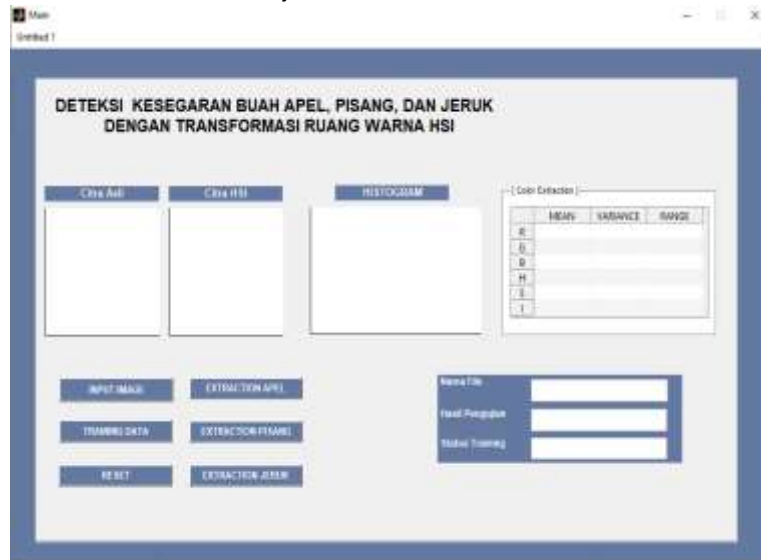 Main
Untitled 1
DETEKSI KESEGARAN BUAH APEL, PISANG, DAN JERUK
DENGAN TRANSFORMASI RUANG WARNA HSI
Citra Asli
Citra HSI
HISTOGRAM
[ Color Extraction ]
MEAN VARIANCE RANGE
R
G
B
H
S
I
INPUT IMAGE
EXTRACTION APEL
TRAINING DATA
EXTRACTION PISANG
RESET
EXTRACTION JERUK
Nama File
Hasil Pengujian
Status Training